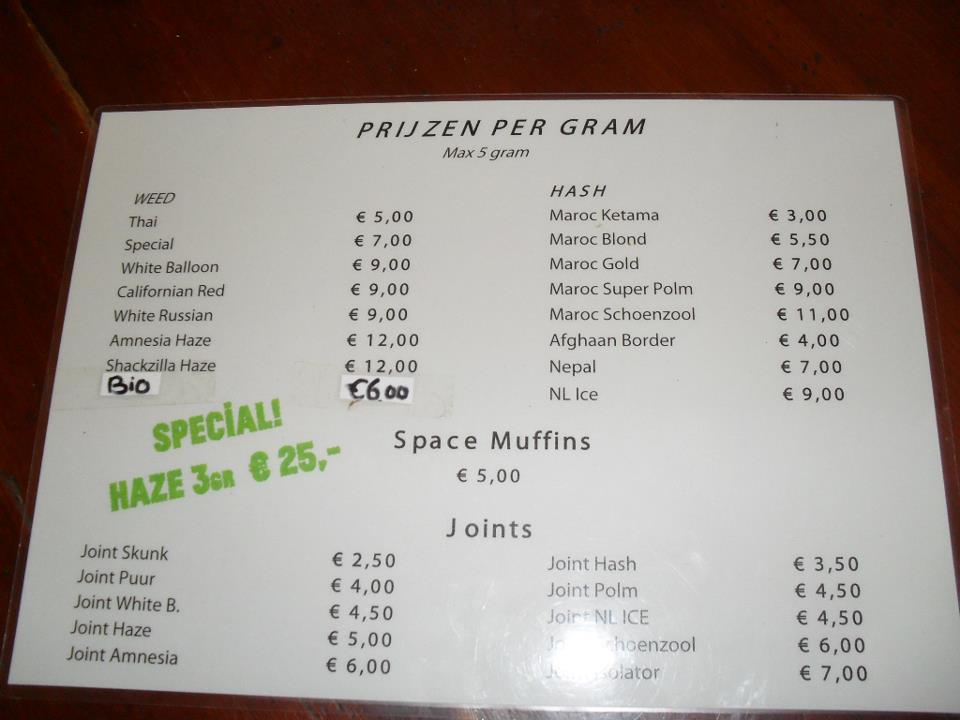 PRIJZEN PER GRAM
Max 5 gram
WEED
Thai € 5,00
Special € 7,00
White Balloon € 9,00
Californian Red € 9,00
White Russian € 9,00
Amnesia Haze € 12,00
Shackzilla Haze € 12,00
Bio €6.00
HASH
Maroc Ketama € 3,00
Maroc Blond € 5,50
Maroc Gold € 7,00
Maroc Super Polm € 9,00
Maroc Schoenzool € 11,00
Afghaan Border € 4,00
Nepal € 7,00
NL Ice € 9,00
SPECIAL!
HAZE 3GR € 25,-
Space Muffins
€ 5,00
Joints
Joint Skunk € 2,50
Joint Puur € 4,00
Joint White B. € 4,50
Joint Haze € 5,00
Joint Amnesia € 6,00
Joint Hash € 3,50
Joint Polm € 4,50
Joint NL ICE € 4,50
Joint Schoenzool € 6,00
Joint Isolator € 7,00